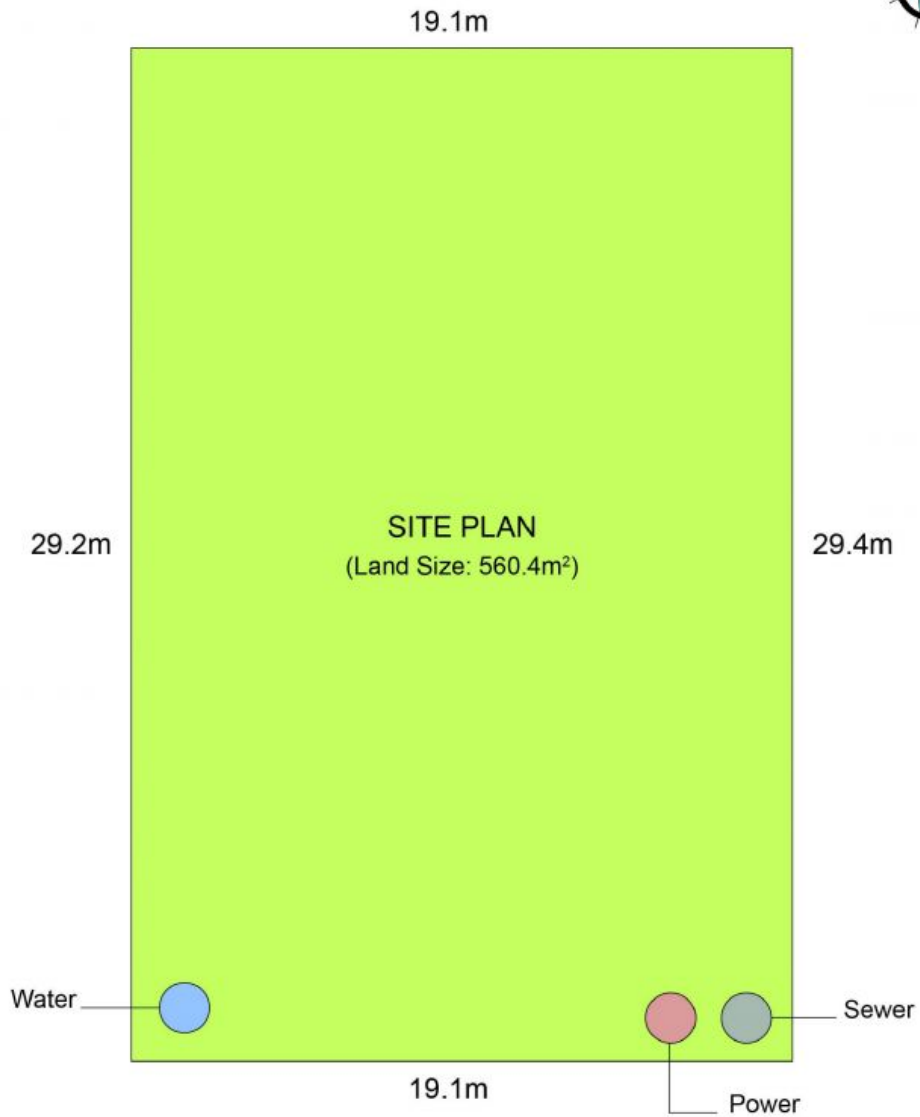 19.1m
SITE PLAN
(Land Size: 560.4m²)
29.2m
29.4m
Water
Sewer
19.1m
Power